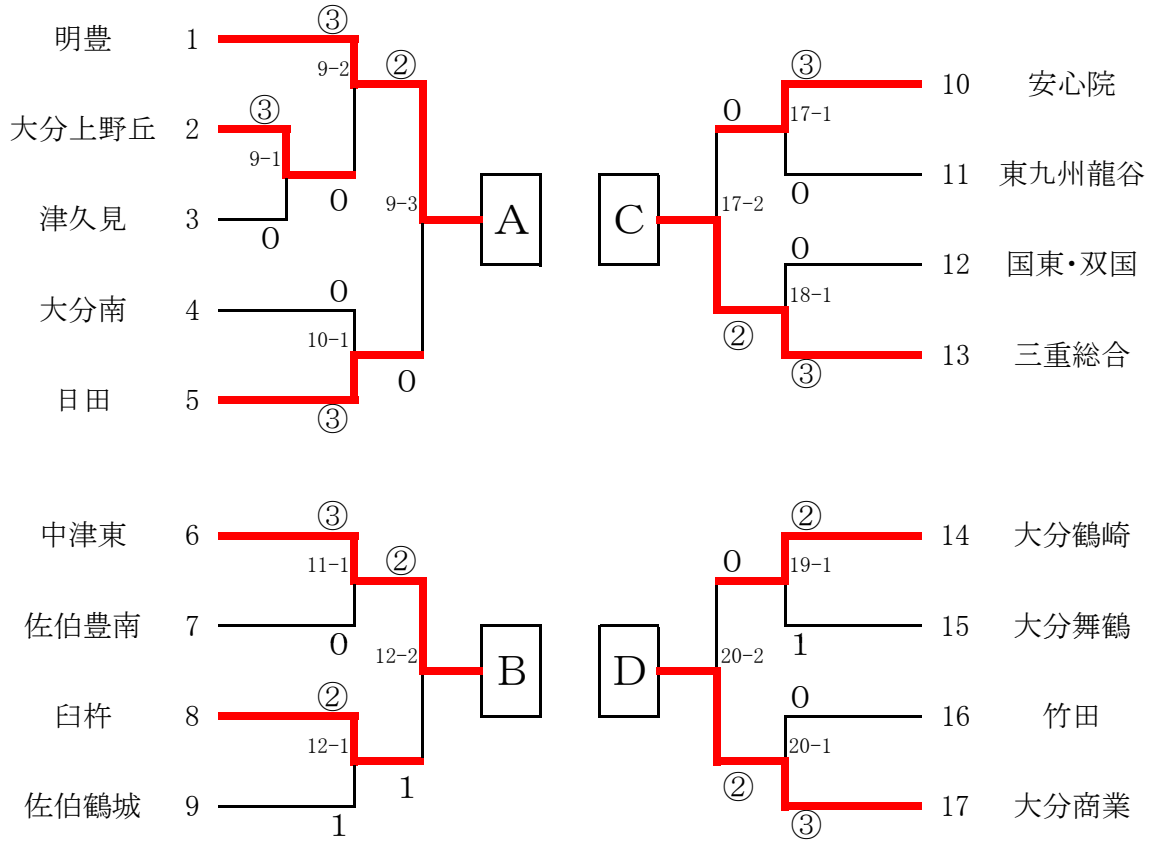 明豊 1 ③
9-2 ②
大分上野丘 2 ③
9-1
0
津久見 3 0
9-3
A
大分南 4 0
10-1
0
日田 5 ③
③ 10 安心院
0 17-1
0 11 東九州龍谷
C 17-2
0 12 国東・双国
18-1
② ③ 13 三重総合
中津東 6 ③
11-1 ②
佐伯豊南 7 0
12-2
B
臼杵 8 ②
12-1
1
佐伯鶴城 9 1
② 14 大分鶴崎
0 19-1
1 15 大分舞鶴
D 20-2
0 16 竹田
20-1
② ③ 17 大分商業